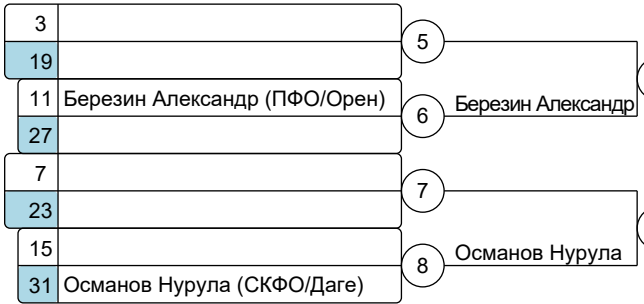 3
19
5
11 Березин Александр (ПФО/Орен)
27
6 Березин Александр
7
23
7
15
31 Османов Нурула (СКФО/Даге)
8 Османов Нурула